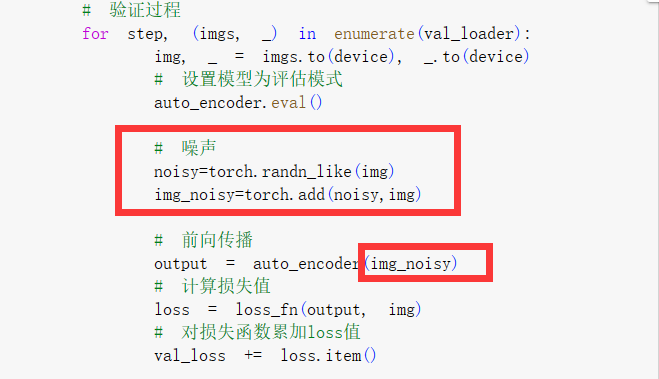 # 验证过程
for step, (imgs, _) in enumerate(val_loader):
img, _ = imgs.to(device), _.to(device)
# 设置模型为评估模式
auto_encoder.eval()
# 噪声
noisy=torch.randn_like(img)
img_noisy=torch.add(noisy,img)
# 前向传播
output = auto_encoder(img_noisy)
# 计算损失值
loss = loss_fn(output, img)
# 对损失函数累加loss值
val_loss += loss.item()